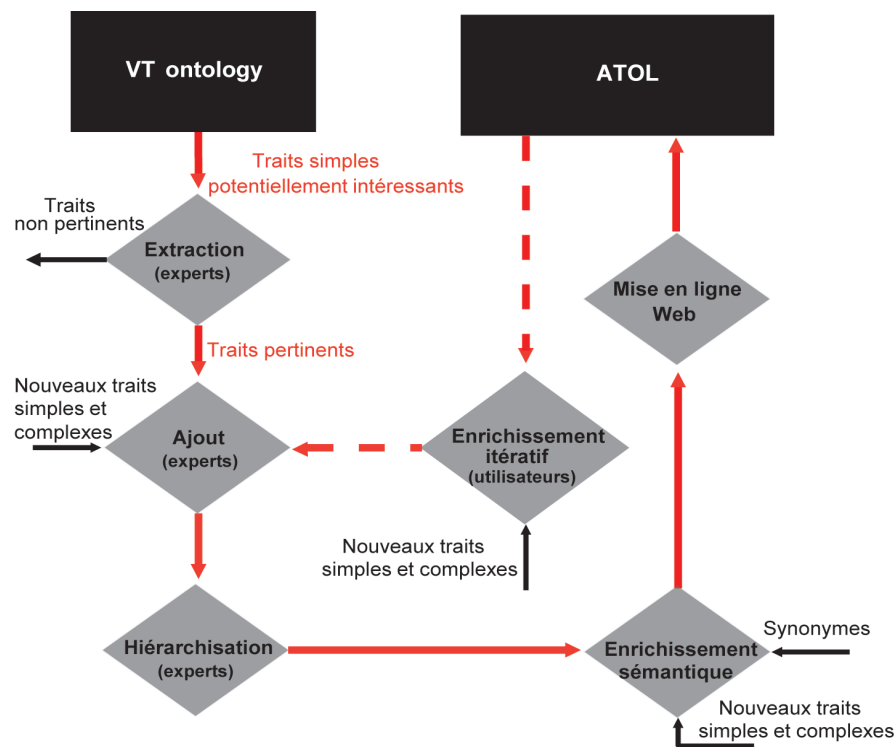 VT ontology
ATOL
Traits simples
potentiellement intéressants
Traits
non pertinents
Extraction
(experts)
Mise en ligne
Web
Traits pertinents
Nouveaux traits
simples et
complexes
Ajout
(experts)
Enrichissement
itératif
(utilisateurs)
Nouveaux traits
simples et complexes
Hiérarchisation
(experts)
Enrichissement
sémantique
Synonymes
Nouveaux traits
simples et complexes